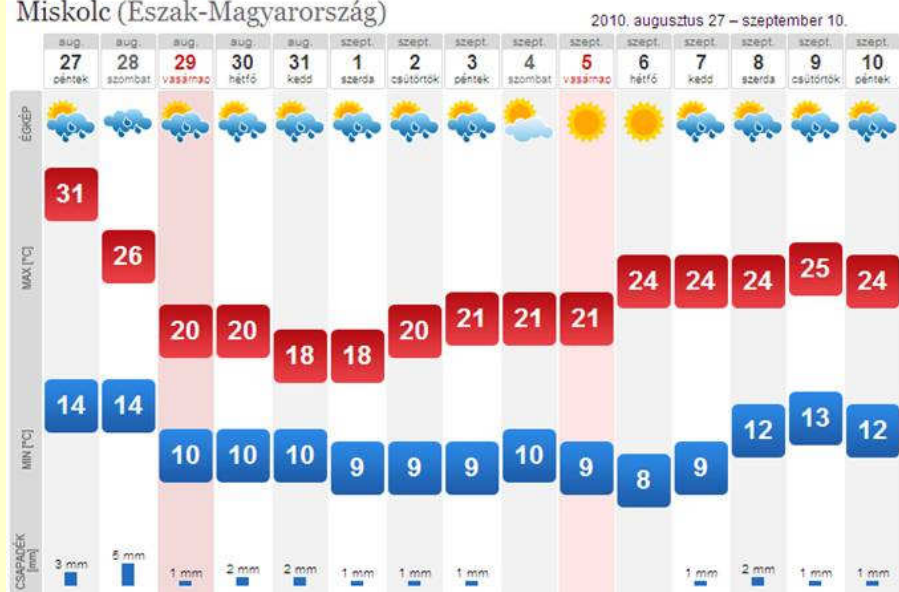 Miskolc (Eszak-Magyarország)
2010. augusztus 27 – szeptember 10.
aug. aug. aug. aug. aug. szept. szept. szept. szept. szept. szept. szept. szept. szept. szept.
27 28 29 30 31 1 2 3 4 5 6 7 8 9 10
péntek szombat vasárnap hétfő kedd szerda csütörtök péntek szombat vasárnap hétfő kedd szerda csütörtök péntek
ÉGKÉP
MAX [°C]
31 26 20 20 18 18 20 21 21 21 24 24 24 25 24
MIN [°C]
14 14 10 10 10 9 9 9 10 9 8 9 12 13 12
CSAPADÉK
[mm]
3 mm 5 mm 1 mm 2 mm 2 mm 1 mm 1 mm 1 mm 1 mm 2 mm 1 mm 1 mm